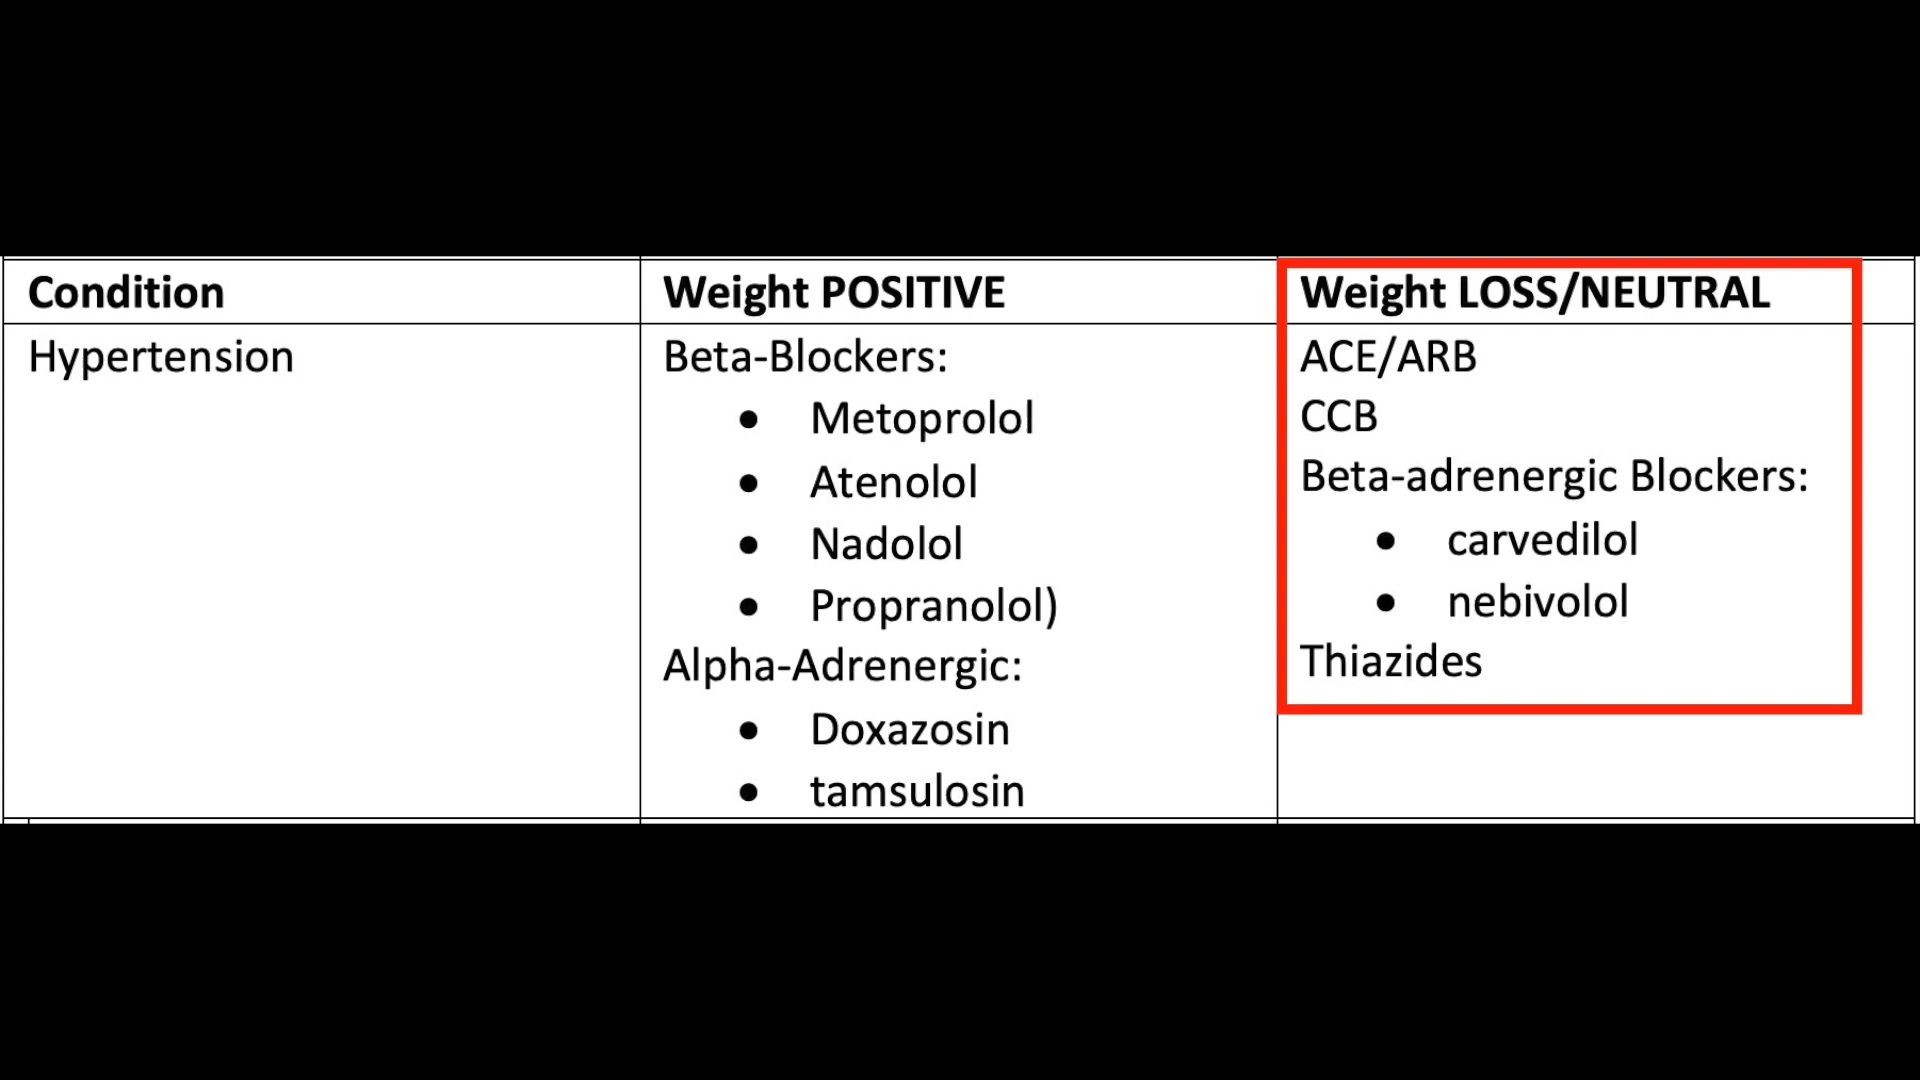 Condition
Weight POSITIVE
Weight LOSS/NEUTRAL
Hypertension
Beta-Blockers:
• Metoprolol
• Atenolol
• Nadolol
• Propranolol)
Alpha-Adrenergic:
• Doxazosin
• tamsulosin
ACE/ARB
CCB
Beta-adrenergic Blockers:
• carvedilol
• nebivolol
Thiazides